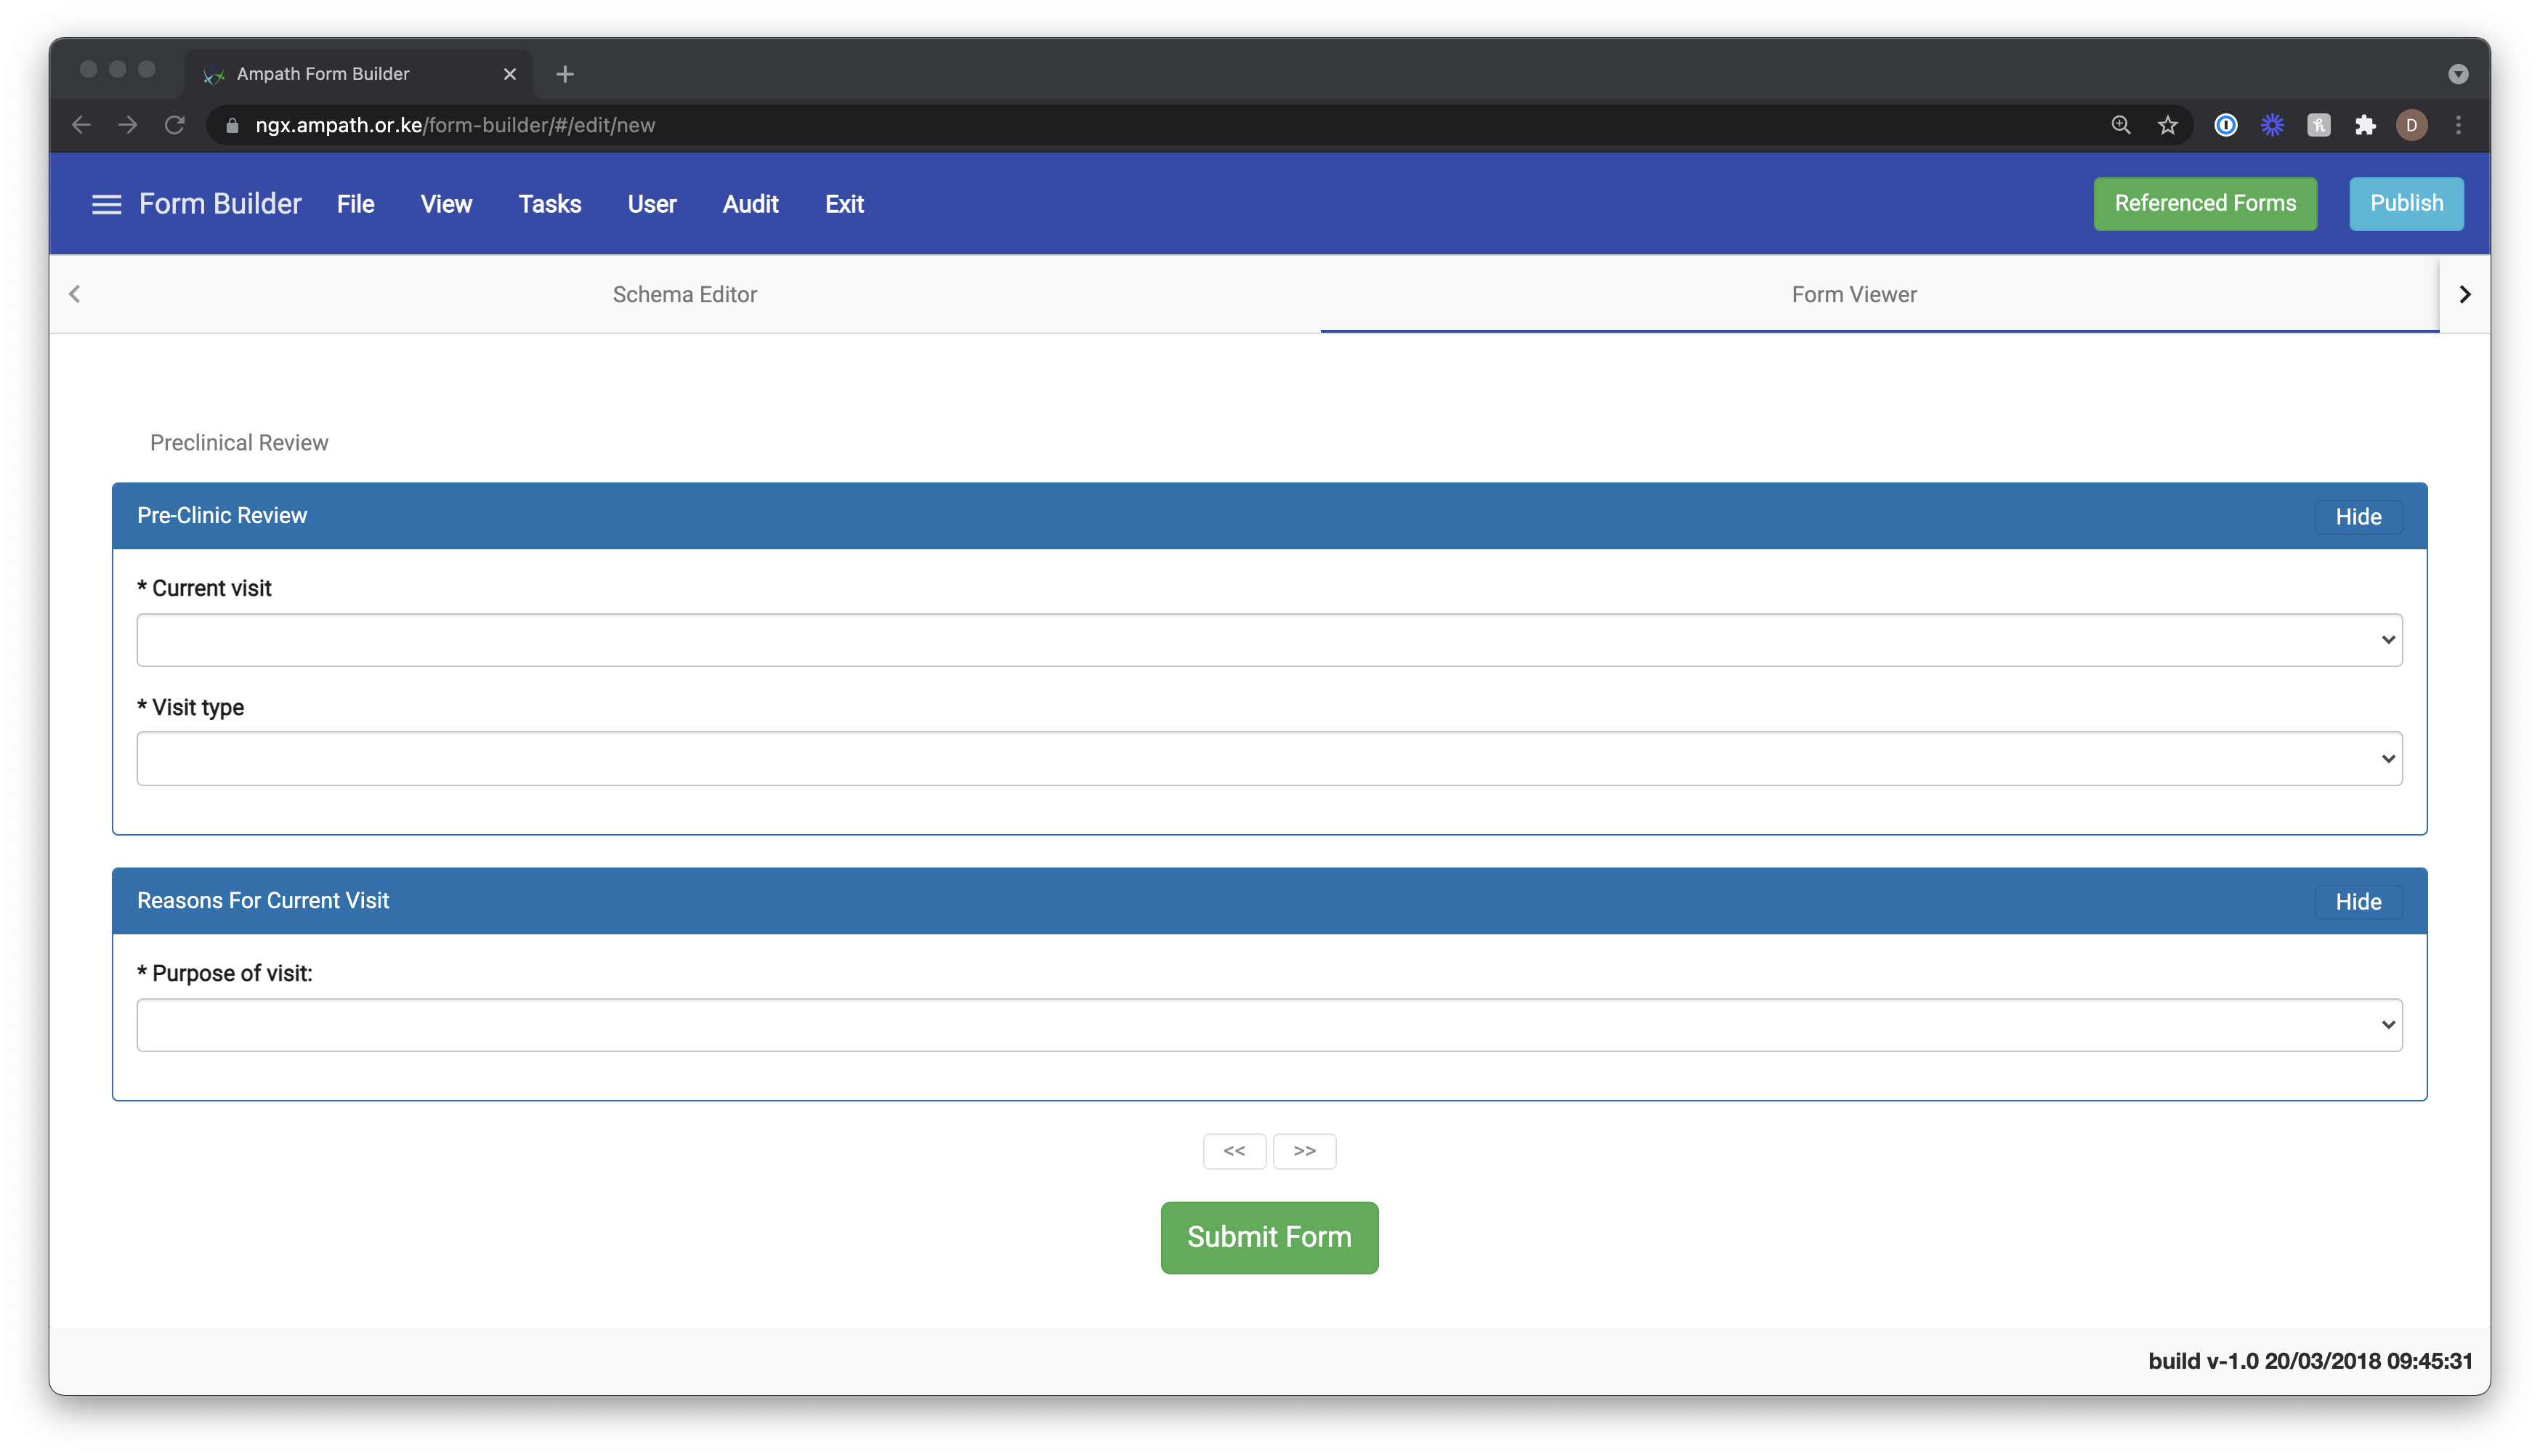 Ampath Form Builder
ngx.ampath.or.ke/form-builder/#/edit/new
D
Form Builder File View Tasks User Audit Exit Referenced Forms Publish
Schema Editor Form Viewer
Preclinical Review
Pre-Clinic Review Hide
* Current visit
* Visit type
Reasons For Current Visit Hide
* Purpose of visit:
<< >>
Submit Form
build v-1.0 20/03/2018 09:45:31